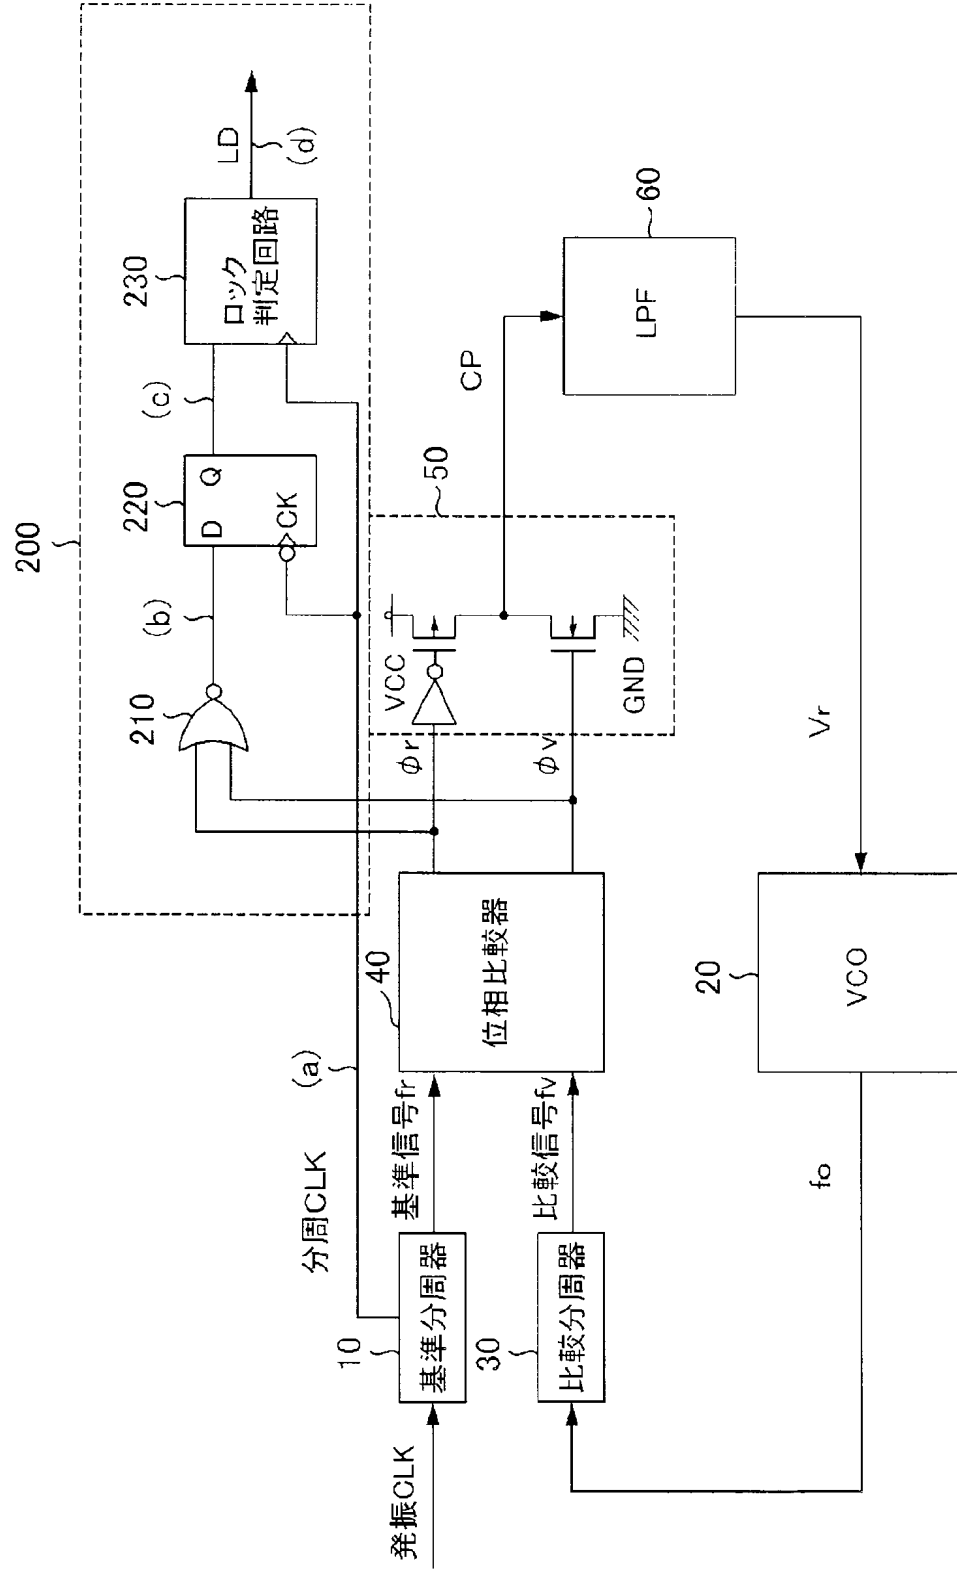 200
210
(b)
220
D
Q
CK
(c)
230
ロック
判定回路
LD
(d)
分周CLK
(a)
発振CLK
10
基準分周器
基準信号fr
40
位相比較器
φr
φv
50
VCC
GND
CP
60
LPF
30
比較分周器
比較信号fv
fo
20
VCO
Vr